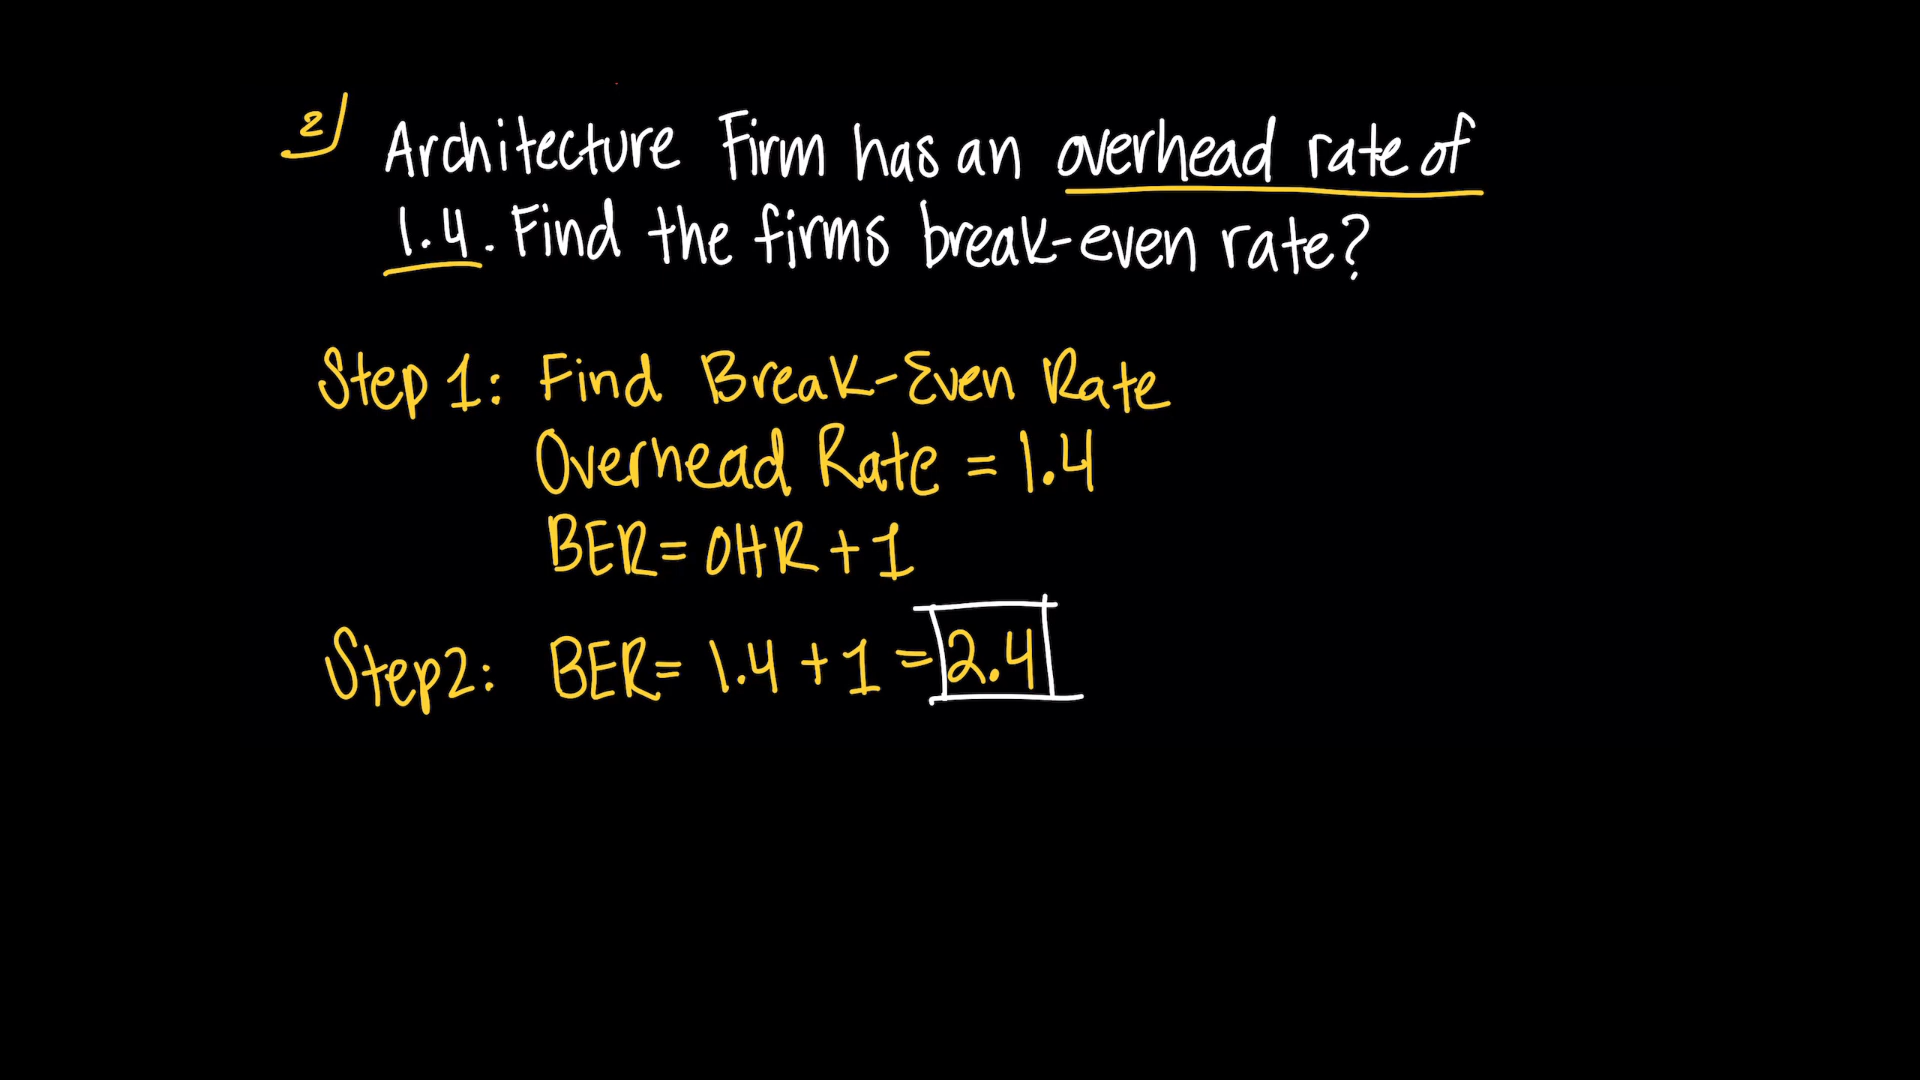 2) Architecture Firm has an overhead rate of
1.4. Find the firms break-even rate?
Step 1: Find Break-Even Rate
Overhead Rate = 1.4
BER = OHR + 1
Step2: BER = 1.4 + 1 = 2.4